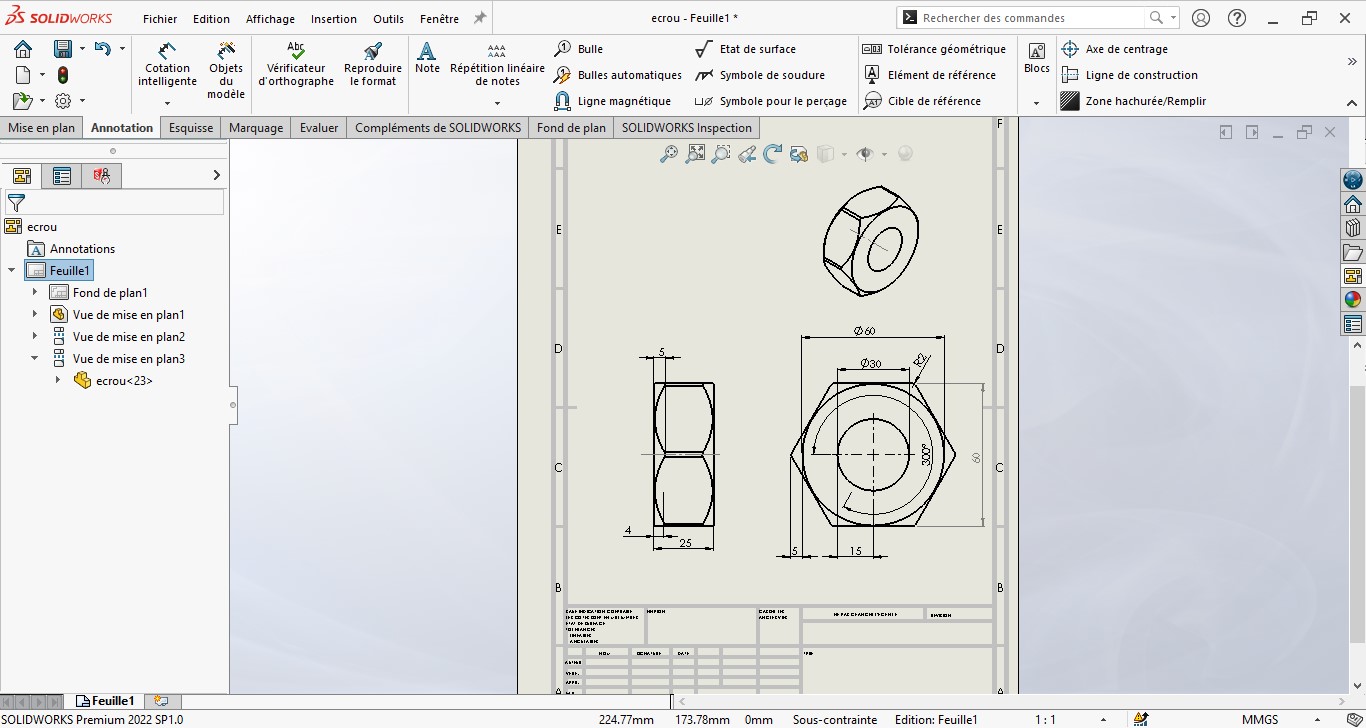 SOLIDWORKS Fichier Edition Affichage Insertion Outils Fenêtre ecrou - Feuille1 * Rechercher des commandes
Cotation intelligente
Objets du modèle
Vérificateur d'orthographe
Reproduire le format
Note
Répétition linéaire de notes
Bulle
Bulles automatiques
Ligne magnétique
Etat de surface
Symbole de soudure
Symbole pour le perçage
Tolérance géométrique
Elément de référence
Cible de référence
Blocs
Axe de centrage
Ligne de construction
Zone hachurée/Remplir
Mise en plan Annotation Esquisse Marquage Evaluer Compléments de SOLIDWORKS Fond de plan SOLIDWORKS Inspection
ecrou
Annotations
Feuille1
Fond de plan1
Vue de mise en plan1
Vue de mise en plan2
Vue de mise en plan3
ecrou<23>
F
E E
D D
C C
B B
A A
Ø60
5
Ø30
R2
300°
60
4
25
5
15
Feuille1
SOLIDWORKS Premium 2022 SP1.0 224.77mm 173.78mm 0mm Sous-contrainte Edition: Feuille1 1 : 1 MMGS